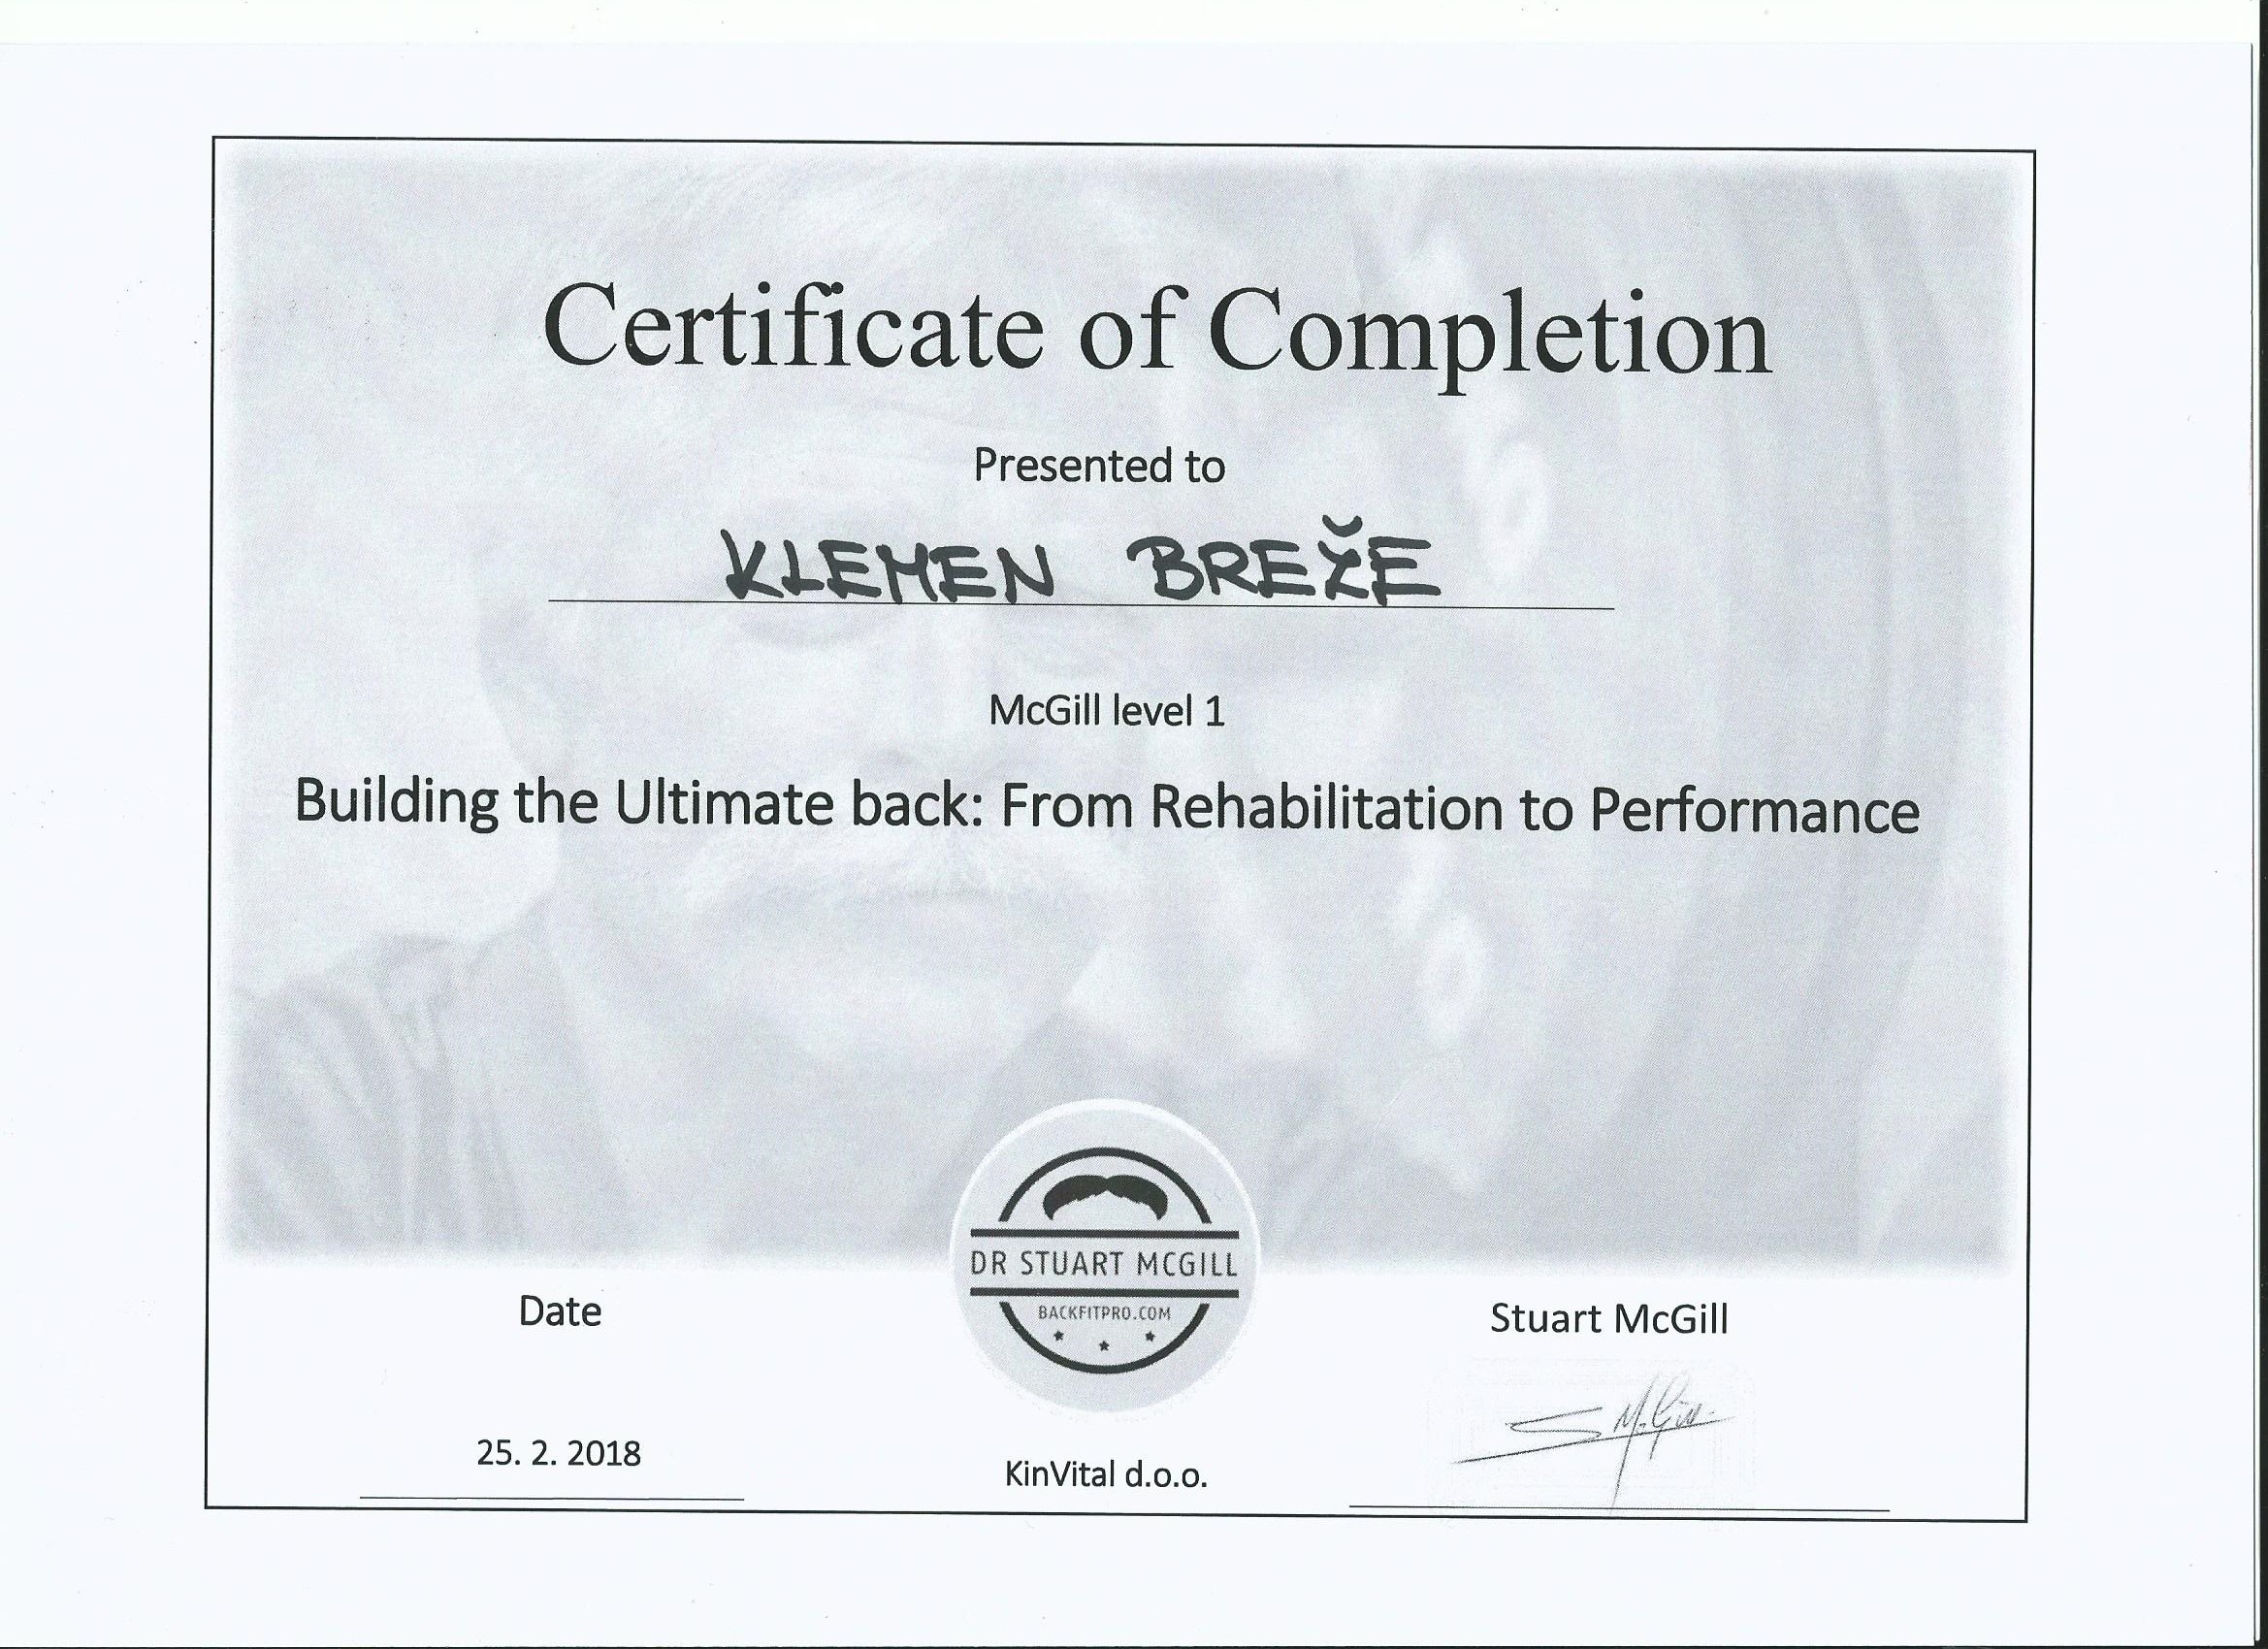 Certificate of Completion
Presented to
KLEMEN BREŽE
McGill level 1
Building the Ultimate back: From Rehabilitation to Performance
DR STUART MCGILL
BACKFITPRO.COM
Date
Stuart McGill
25. 2. 2018
KinVital d.o.o.
S McGill